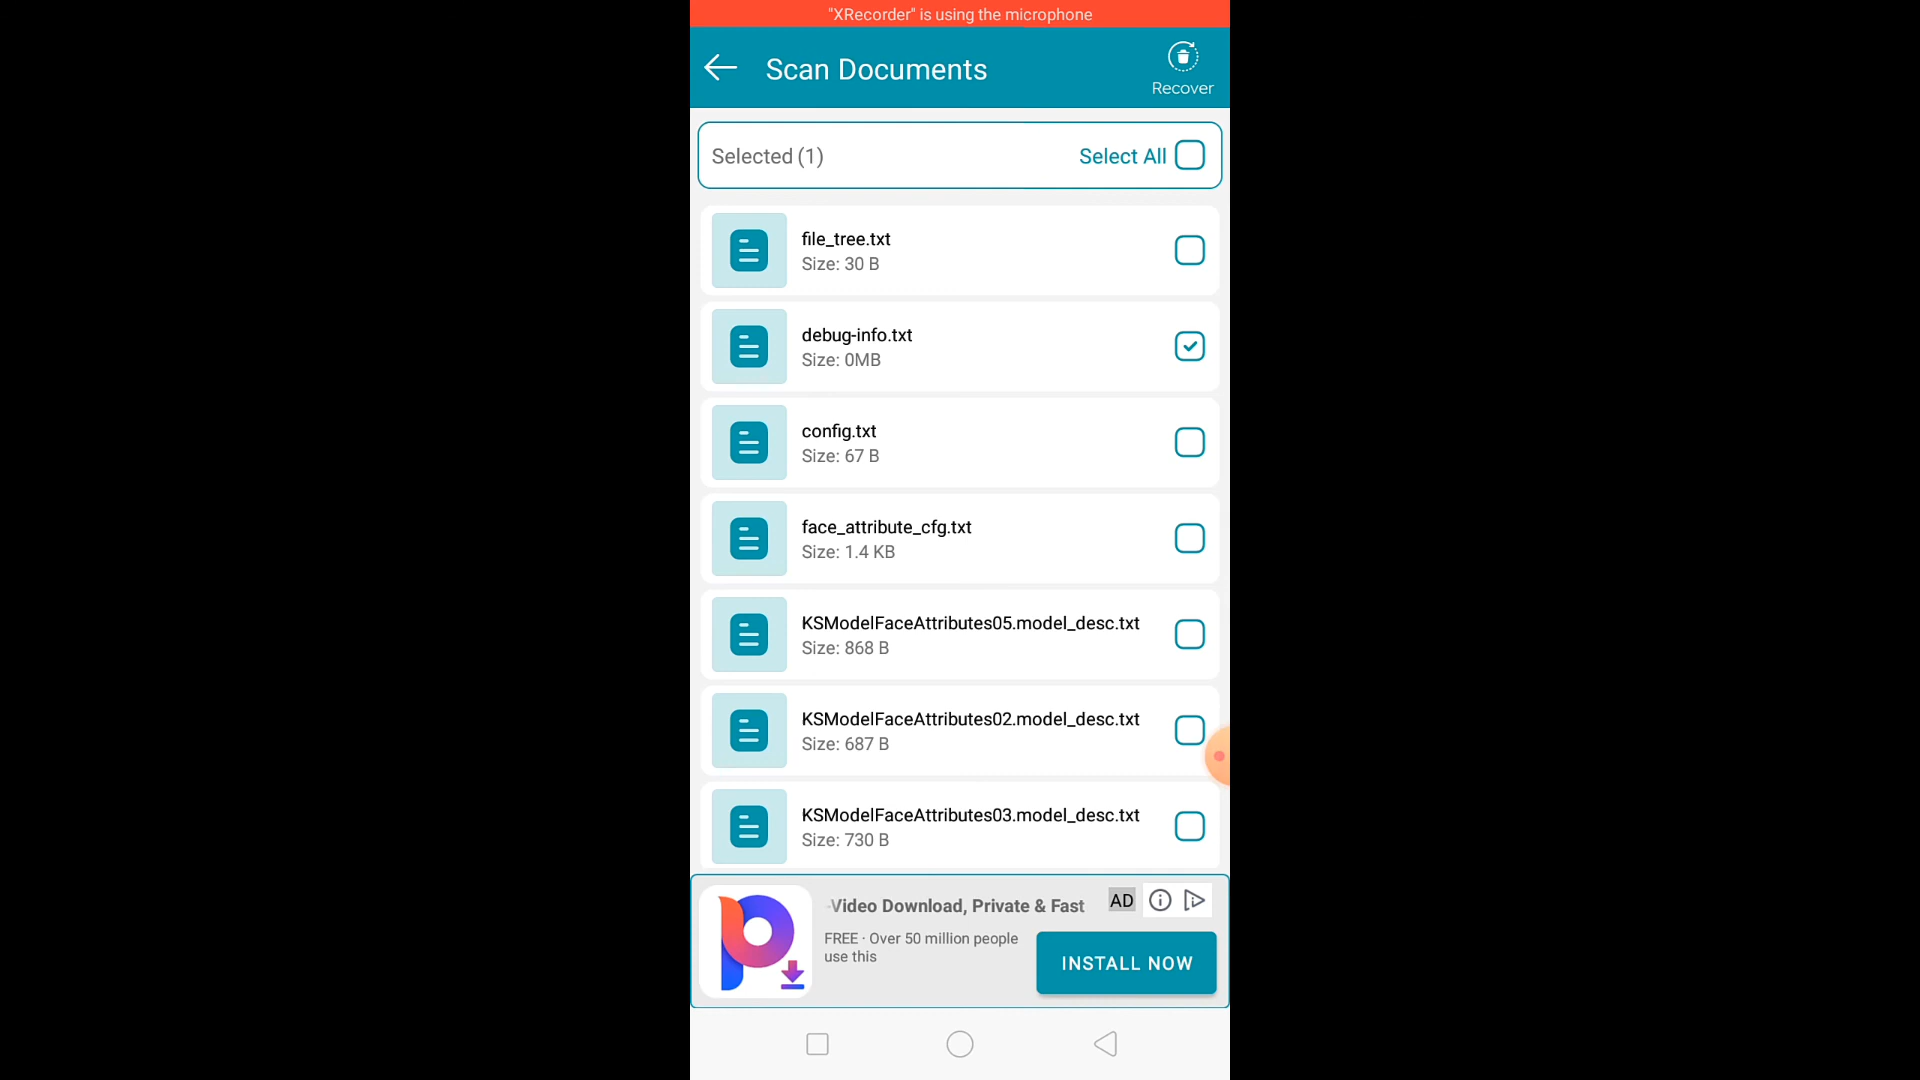 "XRecorder" is using the microphone
Scan Documents
Recover
Selected (1)
Select All
file_tree.txt
Size: 30 B
debug-info.txt
Size: 0MB
config.txt
Size: 67 B
face_attribute_cfg.txt
Size: 1.4 KB
KSModelFaceAttributes05.model_desc.txt
Size: 868 B
KSModelFaceAttributes02.model_desc.txt
Size: 687 B
KSModelFaceAttributes03.model_desc.txt
Size: 730 B
-Video Download, Private & Fast
AD
FREE · Over 50 million people
use this
INSTALL NOW